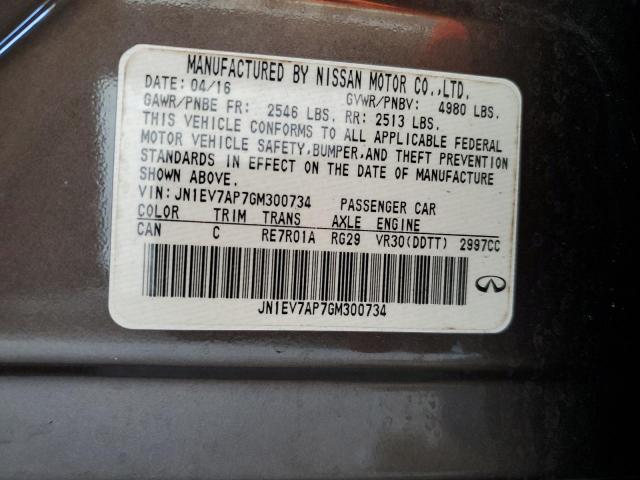 MANUFACTURED BY NISSAN MOTOR CO.,LTD.
DATE: 04/16 GVWR/PNBV: 4980 LBS.
GAWR/PNBE FR: 2546 LBS. RR: 2513 LBS.
THIS VEHICLE CONFORMS TO ALL APPLICABLE FEDERAL
MOTOR VEHICLE SAFETY,BUMPER,AND THEFT PREVENTION
STANDARDS IN EFFECT ON THE DATE OF MANUFACTURE
SHOWN ABOVE.
VIN:JN1EV7AP7GM300734 PASSENGER CAR
COLOR TRIM TRANS AXLE ENGINE
CAN C RE7R01A RG29 VR30(DDTT) 2997CC
JN1EV7AP7GM300734